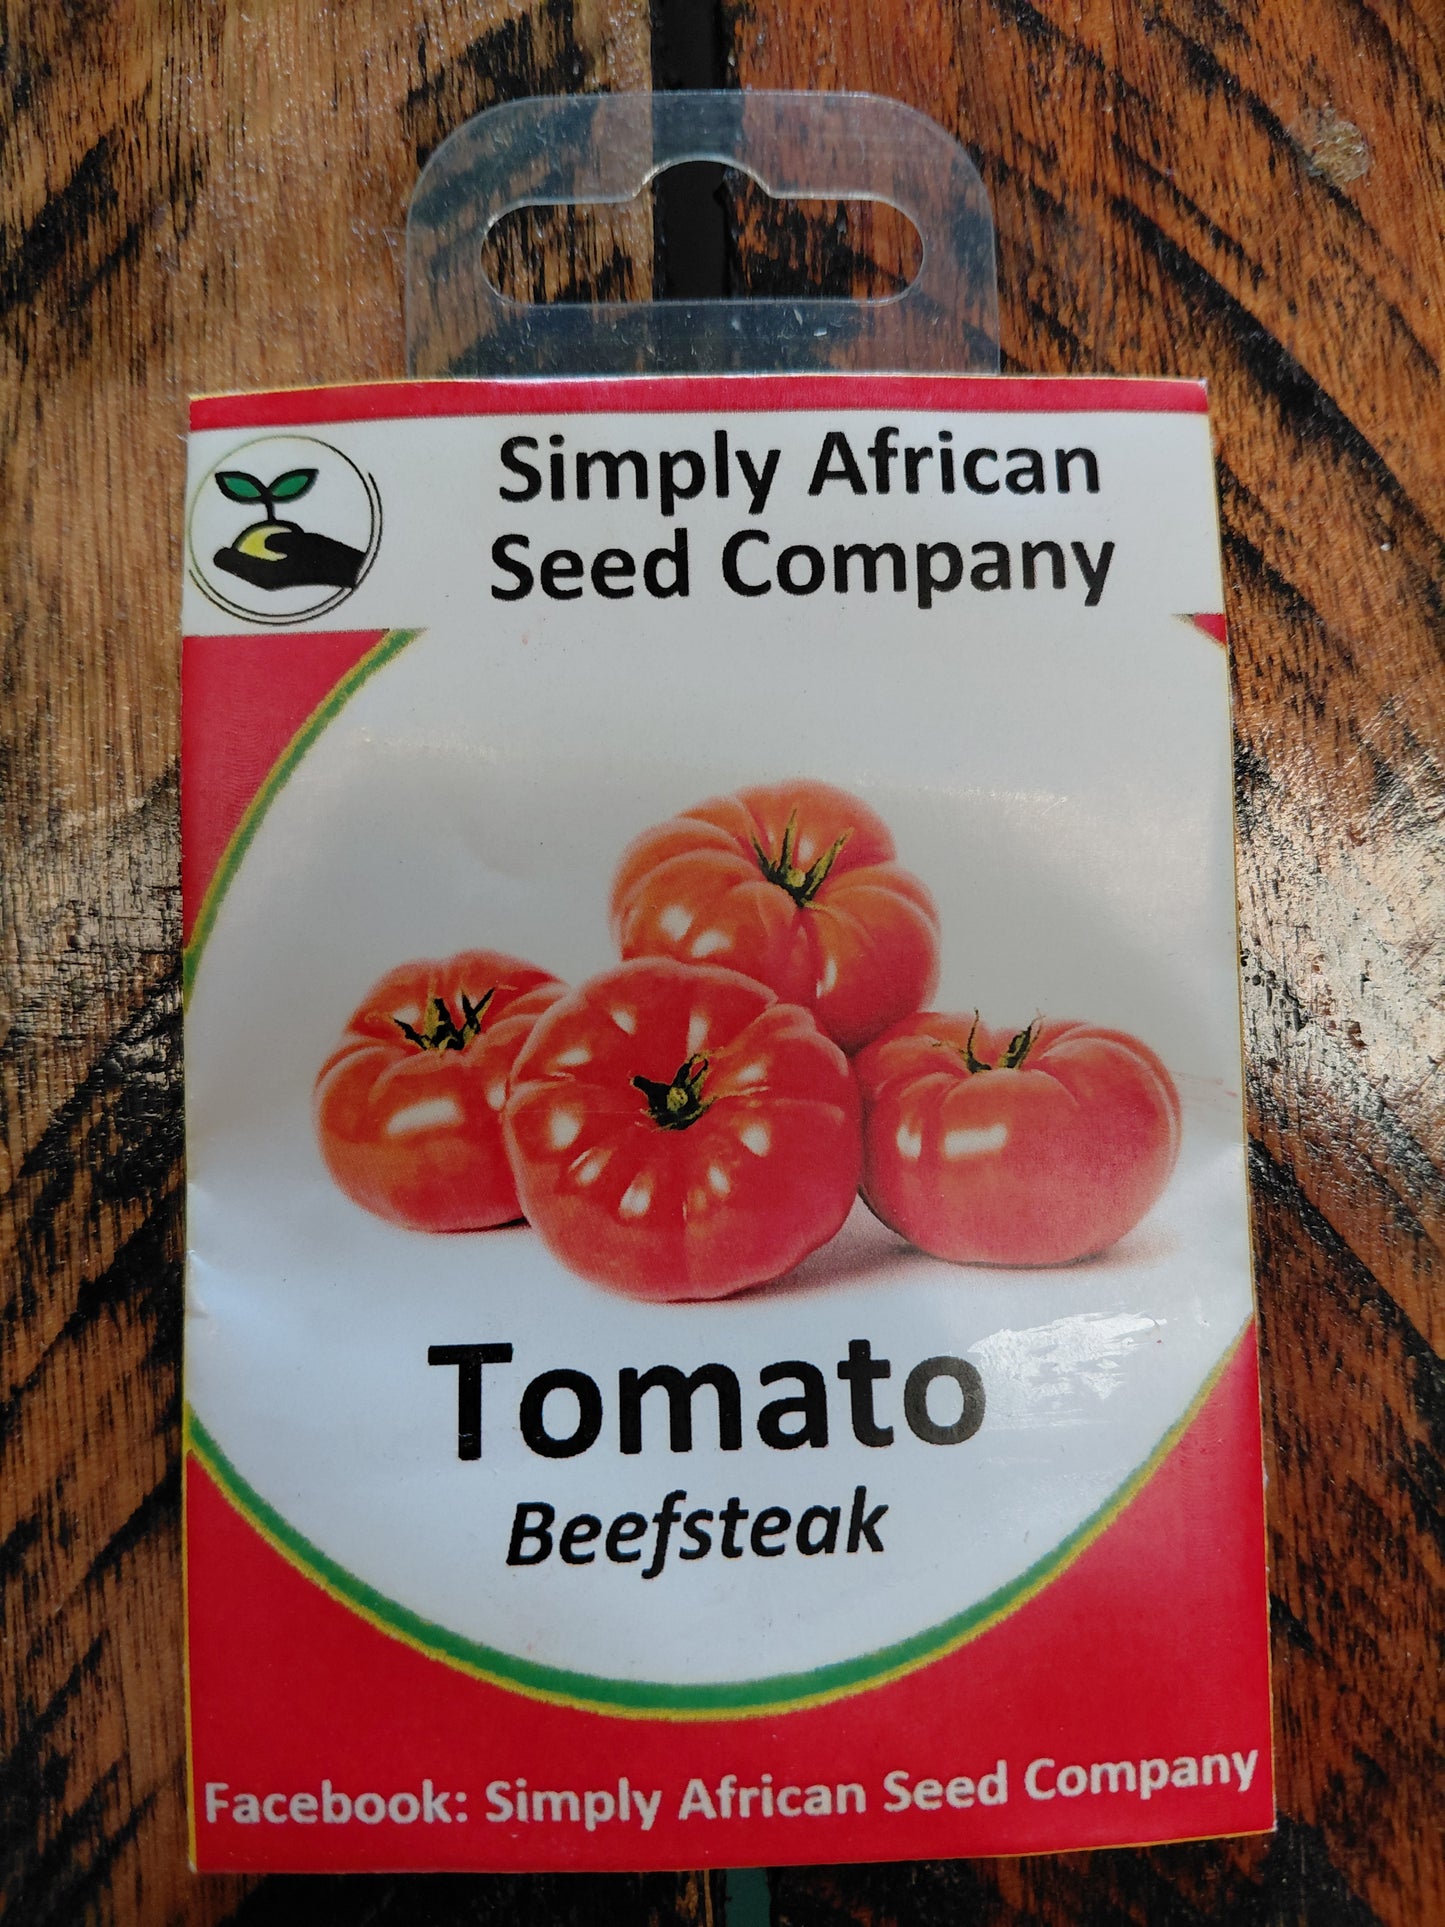 Simply African
Seed Company
Tomato
Beefsteak
Facebook: Simply African Seed Company